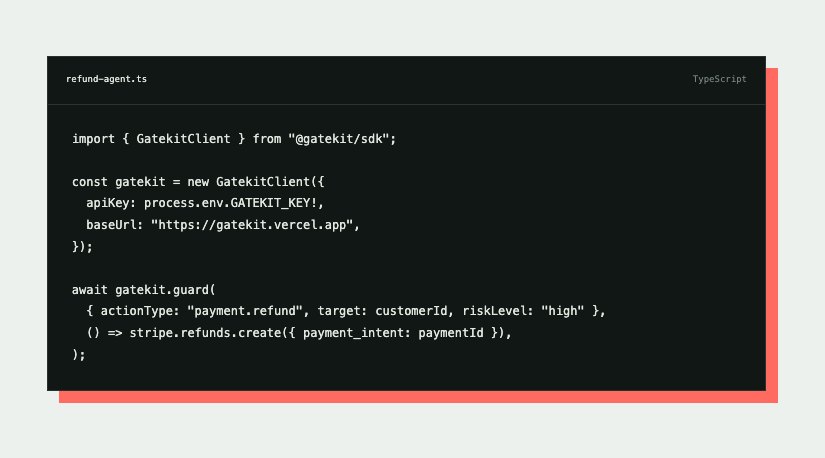 refund-agent.ts
TypeScript
import { GatekitClient } from "@gatekit/sdk";
const gatekit = new GatekitClient({
  apiKey: process.env.GATEKIT_KEY!,
  baseUrl: "https://gatekit.vercel.app",
});
await gatekit.guard(
  { actionType: "payment.refund", target: customerId, riskLevel: "high" },
  () => stripe.refunds.create({ payment_intent: paymentId }),
);